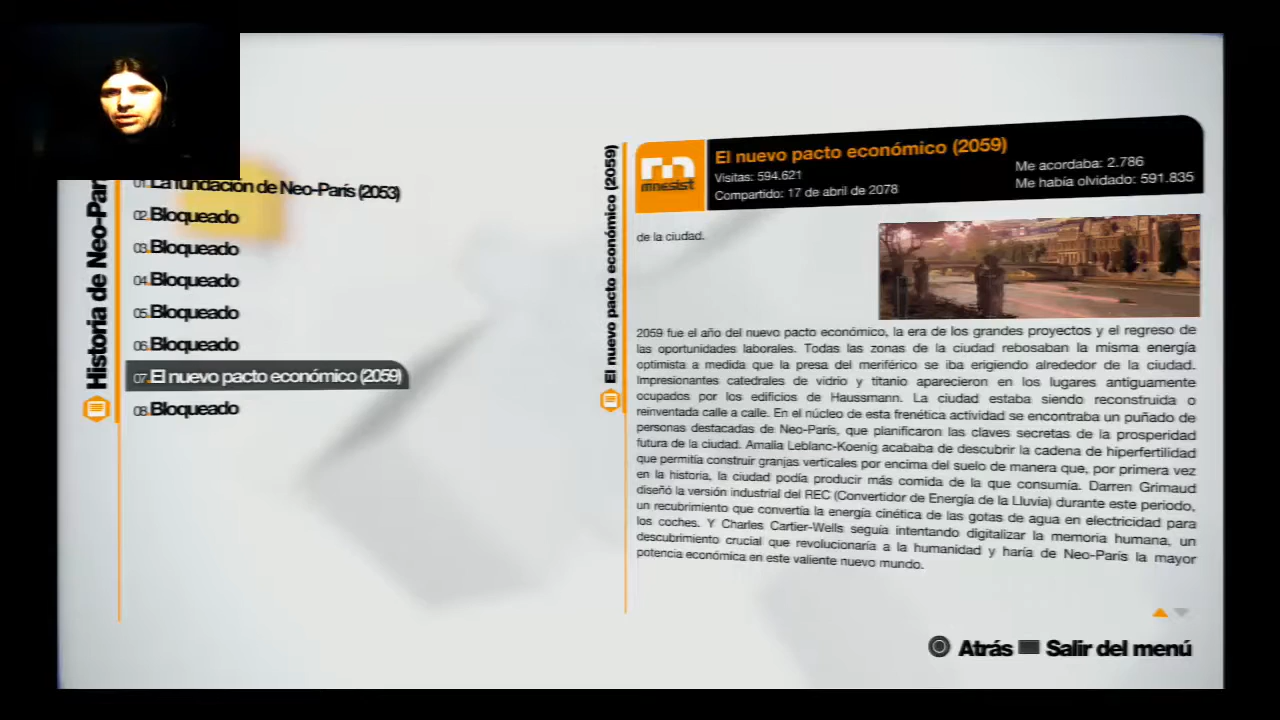 Historia de Neo-Par
01.La fundación de Neo-París (2053)
02.Bloqueado
03.Bloqueado
04.Bloqueado
05.Bloqueado
06.Bloqueado
07.El nuevo pacto económico (2059)
08.Bloqueado
El nuevo pacto económico (2059)
mnesist
El nuevo pacto económico (2059)
Visitas: 594.621
Compartido: 17 de abril de 2078
Me acordaba: 2.786
Me había olvidado: 591.835
de la ciudad.
2059 fue el año del nuevo pacto económico, la era de los grandes proyectos y el regreso de
las oportunidades laborales. Todas las zonas de la ciudad rebosaban la misma energía
optimista a medida que la presa del meriférico se iba erigiendo alrededor de la ciudad.
Impresionantes catedrales de vidrio y titanio aparecieron en los lugares antiguamente
ocupados por los edificios de Haussmann. La ciudad estaba siendo reconstruida o
reinventada calle a calle. En el núcleo de esta frenética actividad se encontraba un puñado de
personas destacadas de Neo-París, que planificaron las claves secretas de la prosperidad
futura de la ciudad. Amalia Leblanc-Koenig acababa de descubrir la cadena de hiperfertilidad
que permitía construir granjas verticales por encima del suelo de manera que, por primera vez
en la historia, la ciudad podía producir más comida de la que consumía. Darren Grimaud
diseñó la versión industrial del REC (Convertidor de Energía de la Lluvia) durante este periodo,
un recubrimiento que convertía la energía cinética de las gotas de agua en electricidad para
los coches. Y Charles Cartier-Wells seguía intentando digitalizar la memoria humana, un
descubrimiento crucial que revolucionaría a la humanidad y haría de Neo-París la mayor
potencia económica en este valiente nuevo mundo.
Atrás Salir del menú